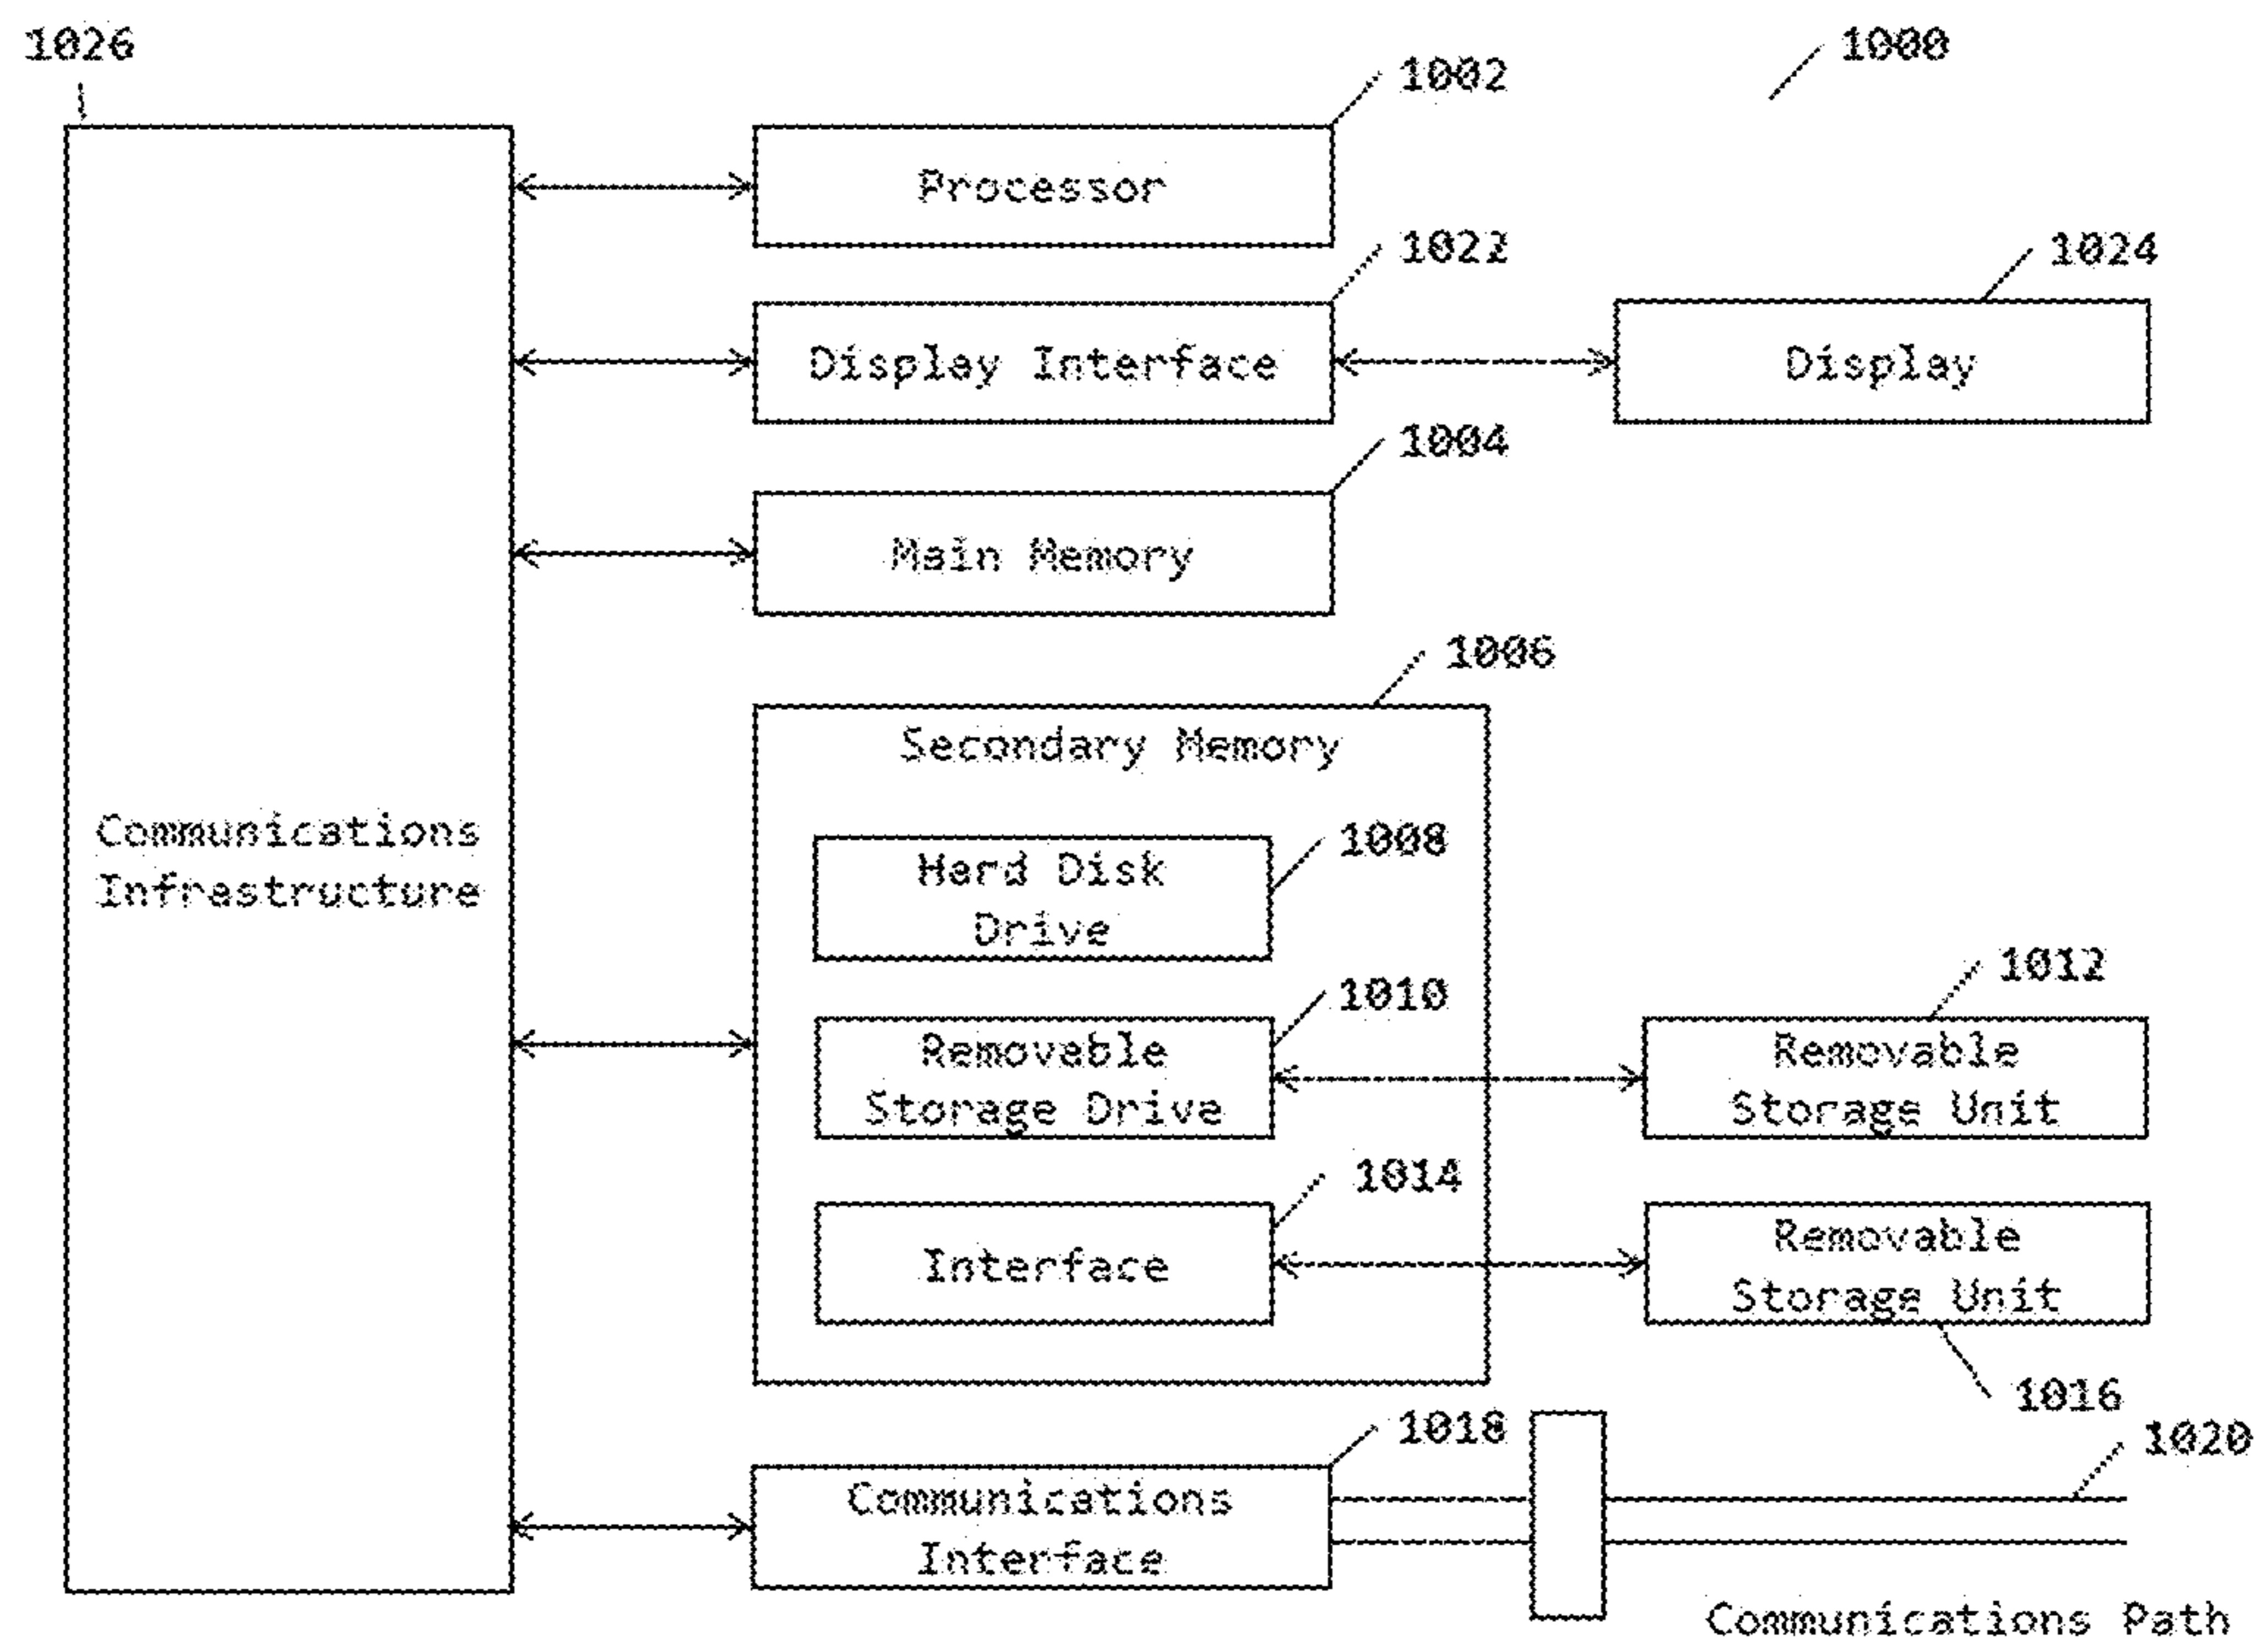 1026
1000
1002
Processor
1022
1024
Display Interface
Display
1004
Main Memory
1006
Secondary Memory
Communications
Infrastructure
1008
Hard Disk
Drive
1010
1012
Removable
Storage Drive
Removable
Storage Unit
1014
Interface
Removable
Storage Unit
1016
1018
1020
Communications
Interface
Communications Path